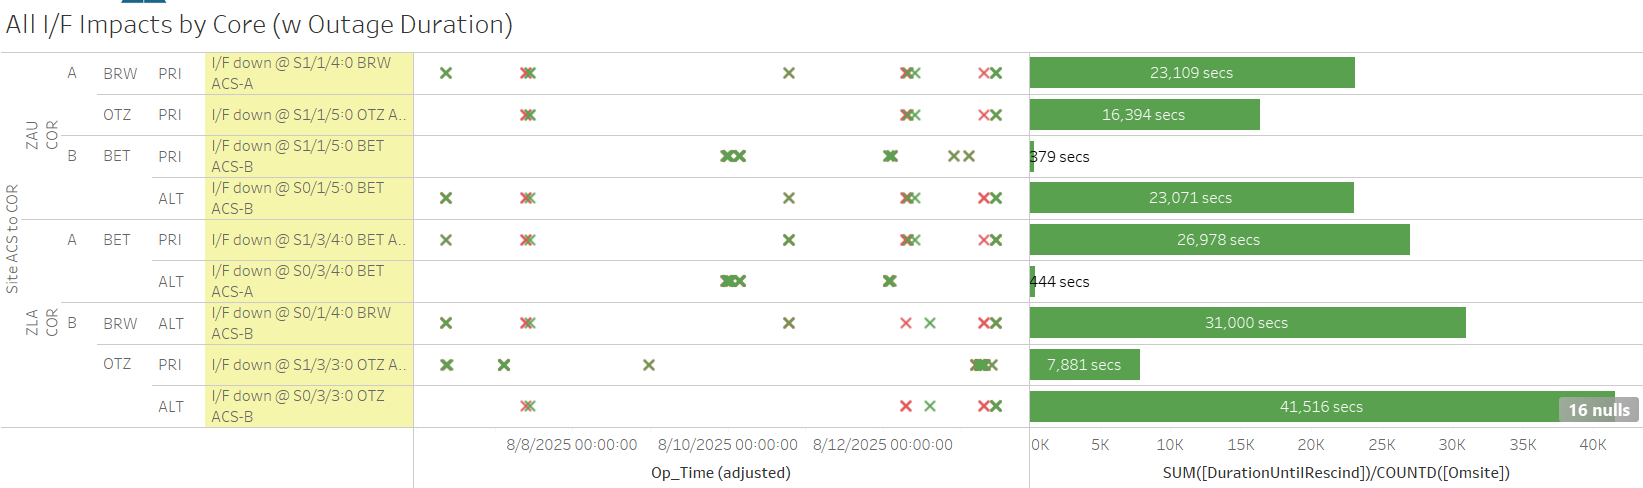 All I/F Impacts by Core (w Outage Duration)
Site ACS to COR
ZAU COR
A BRW PRI I/F down @ S1/1/4:0 BRW
ACS-A
23,109 secs
OTZ PRI I/F down @ S1/1/5:0 OTZ A..
16,394 secs
B BET PRI I/F down @ S1/1/5:0 BET
ACS-B
379 secs
ALT I/F down @ S0/1/5:0 BET
ACS-B
23,071 secs
ZLA COR
A BET PRI I/F down @ S1/3/4:0 BET A..
26,978 secs
ALT I/F down @ S0/3/4:0 BET
ACS-A
444 secs
B BRW ALT I/F down @ S0/1/4:0 BRW
ACS-B
31,000 secs
OTZ PRI I/F down @ S1/3/3:0 OTZ A..
7,881 secs
ALT I/F down @ S0/3/3:0 OTZ
ACS-B
41,516 secs
16 nulls
8/8/2025 00:00:00 8/10/2025 00:00:00 8/12/2025 00:00:00
0K 5K 10K 15K 20K 25K 30K 35K 40K
Op_Time (adjusted)
SUM([DurationUntilRescind])/COUNTD([Omsite])